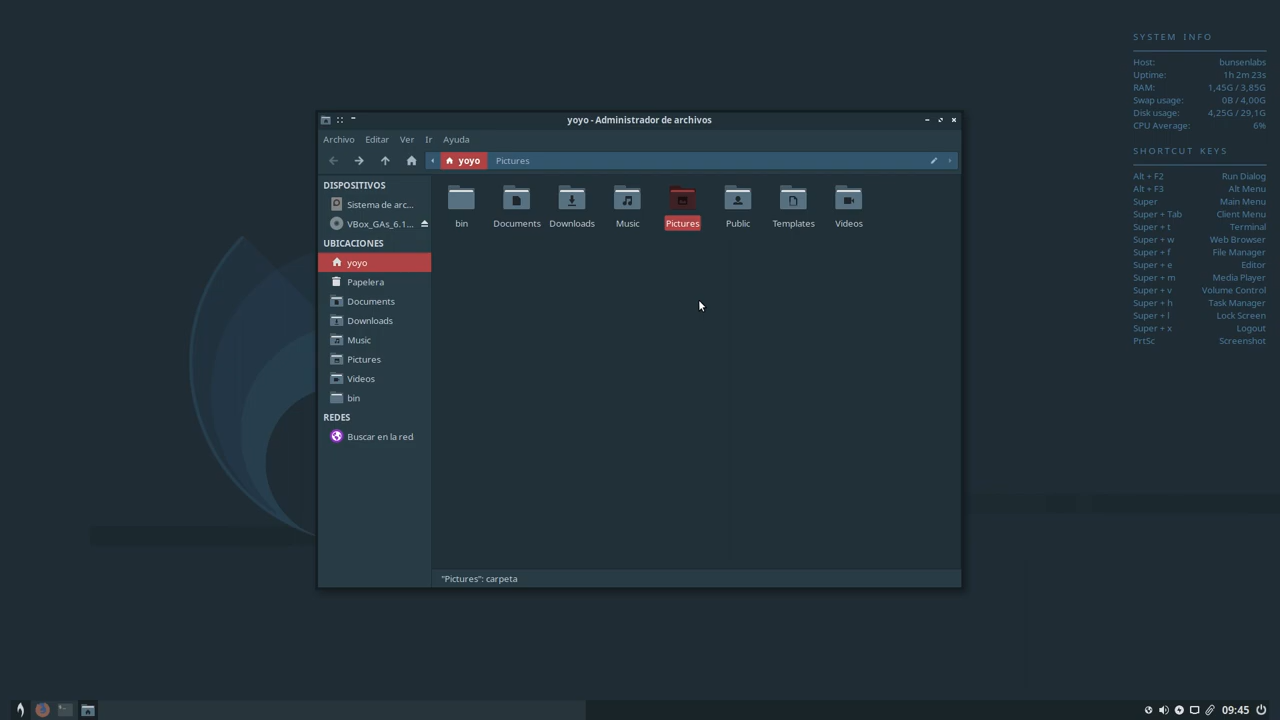 yoyo - Administrador de archivos
Archivo Editar Ver Ir Ayuda
yoyo Pictures
DISPOSITIVOS
Sistema de arc...
VBox_GAs_6.1...
UBICACIONES
yoyo
Papelera
Documents
Downloads
Music
Pictures
Videos
bin
REDES
Buscar en la red
bin Documents Downloads Music Pictures Public Templates Videos
"Pictures": carpeta
SYSTEM INFO
Host: bunsenlabs
Uptime: 1h 2m 23s
RAM: 1,45G / 3,85G
Swap usage: 0B / 4,00G
Disk usage: 4,25G / 29,1G
CPU Average: 6%
SHORTCUT KEYS
Alt + F2 Run Dialog
Alt + F3 Alt Menu
Super Main Menu
Super + Tab Client Menu
Super + t Terminal
Super + w Web Browser
Super + f File Manager
Super + e Editor
Super + m Media Player
Super + v Volume Control
Super + h Task Manager
Super + l Lock Screen
Super + x Logout
PrtSc Screenshot
09:45